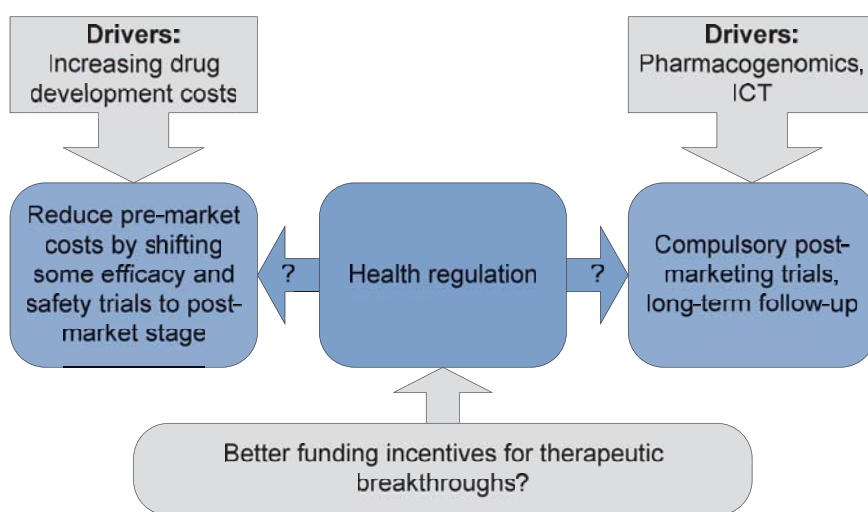 Drivers:
Increasing drug
development costs
Drivers:
Pharmacogenomics,
ICT
Reduce pre-market
costs by shifting
some efficacy and
safety trials to post-
market stage
?
Health regulation
?
Compulsory post-
marketing trials,
long-term follow-up
Better funding incentives for therapeutic
breakthroughs?